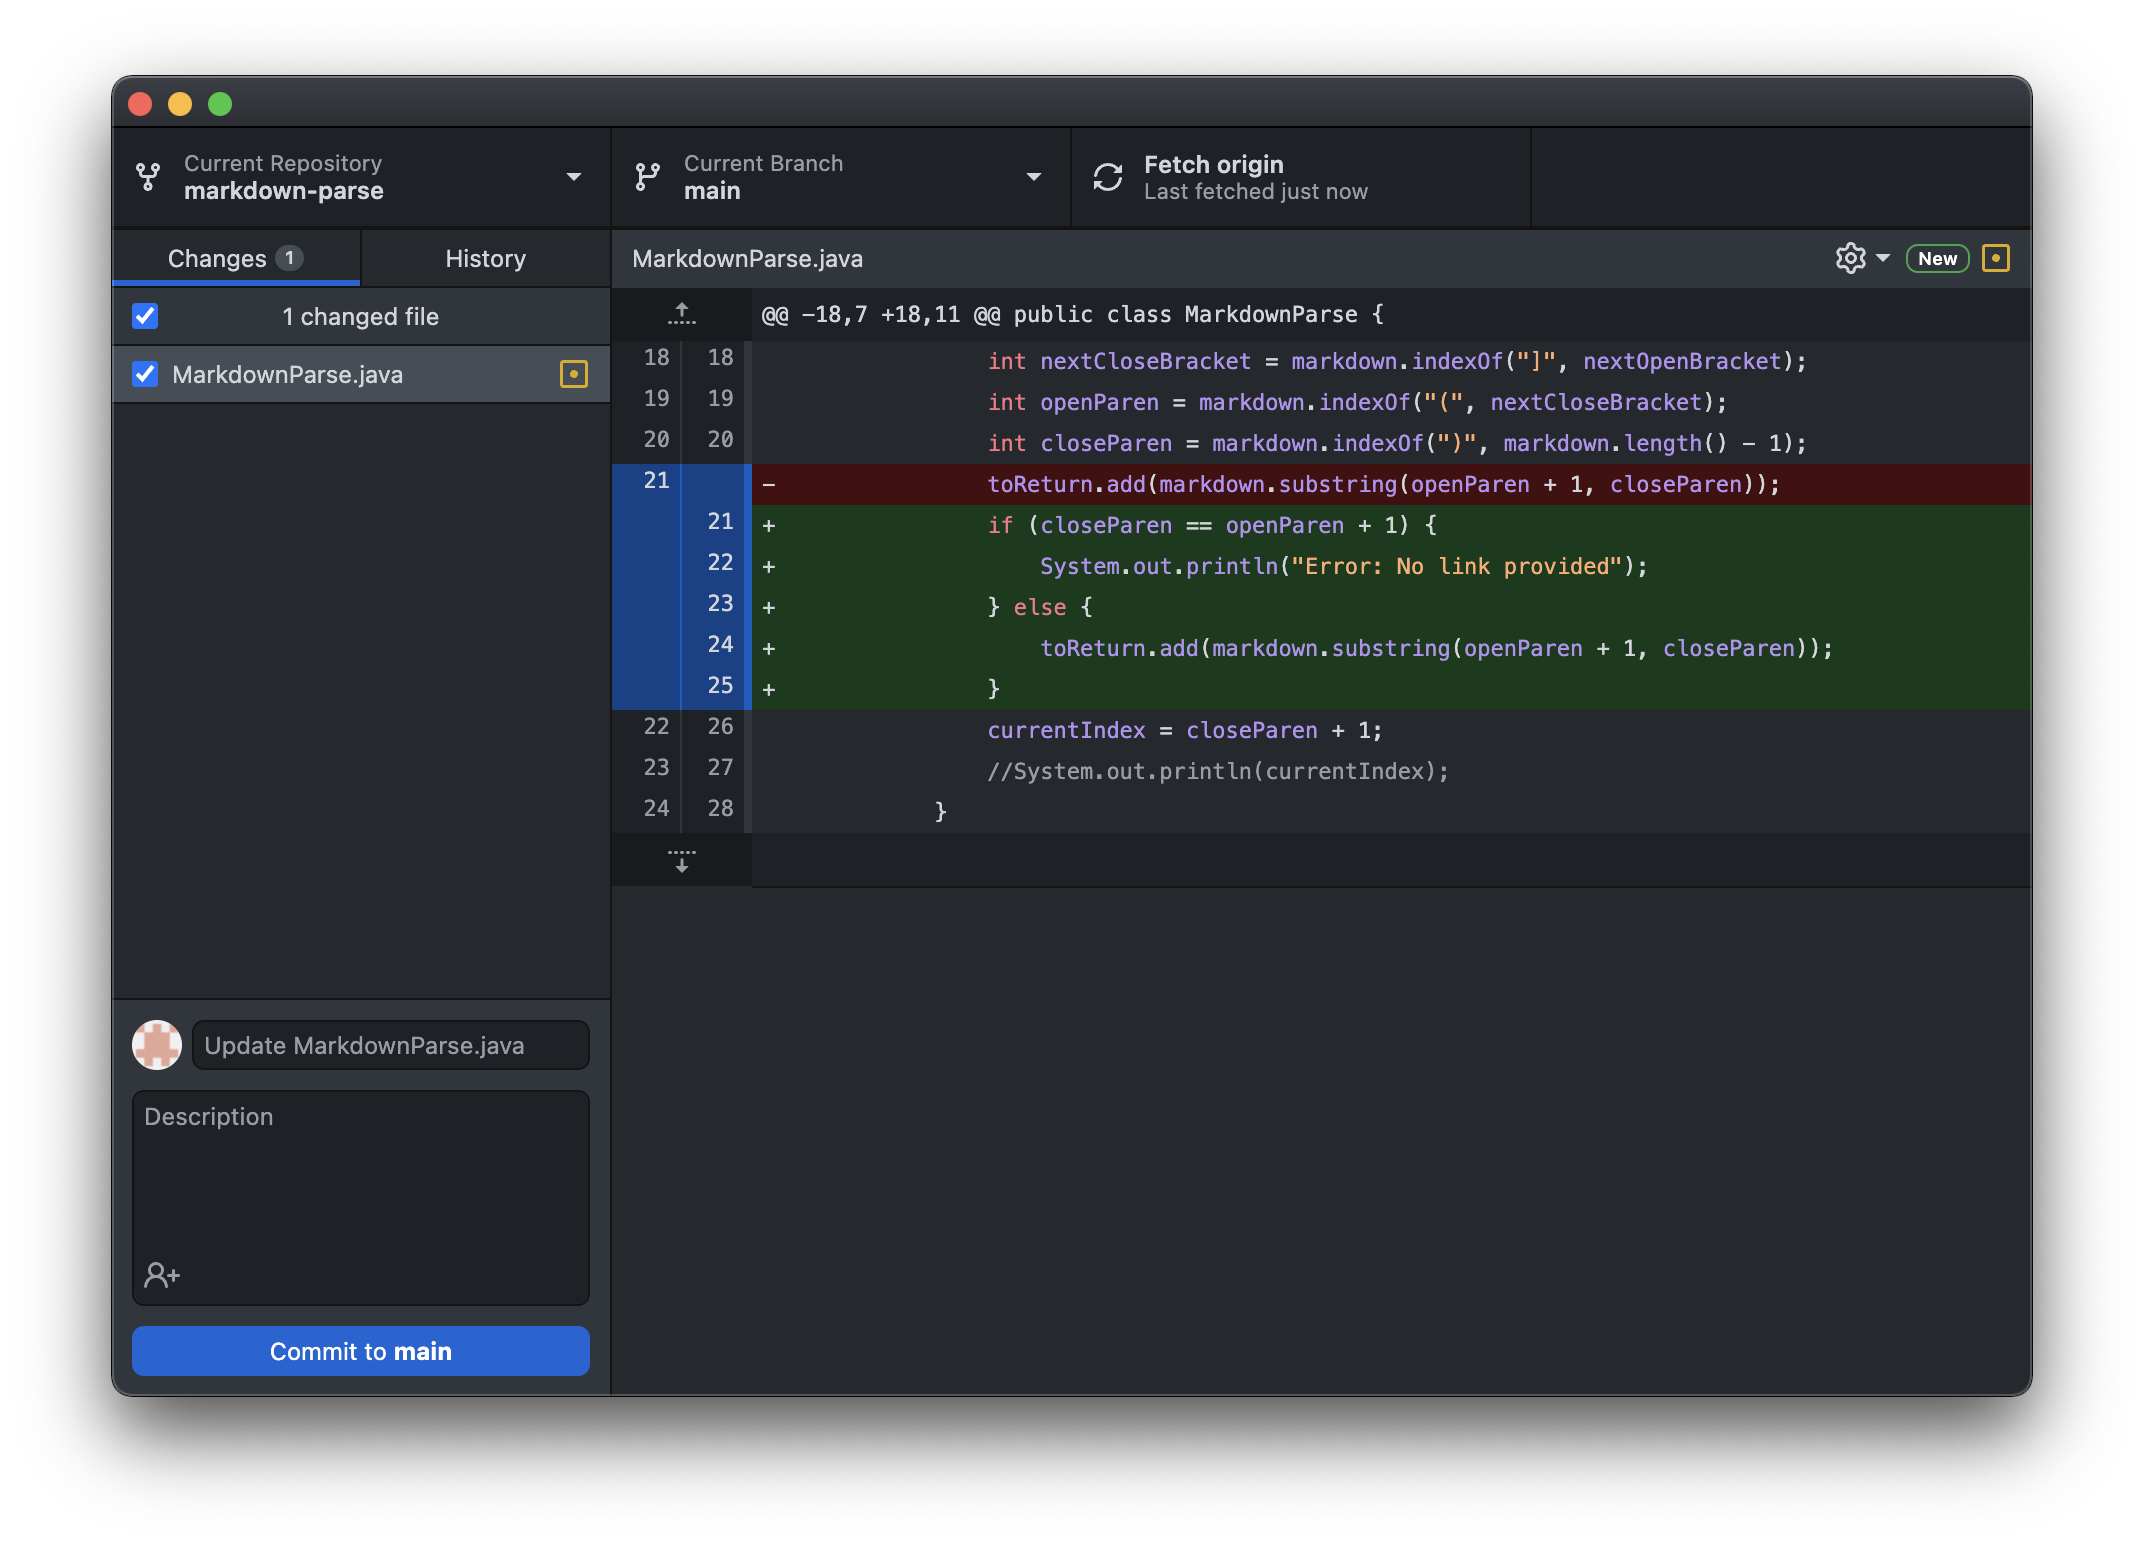 Current Repository
markdown-parse
Current Branch
main
Fetch origin
Last fetched just now
Changes 1
History
MarkdownParse.java
New
1 changed file
MarkdownParse.java
@@ −18,7 +18,11 @@ public class MarkdownParse {
18 18 int nextCloseBracket = markdown.indexOf("]", nextOpenBracket);
19 19 int openParen = markdown.indexOf("(", nextCloseBracket);
20 20 int closeParen = markdown.indexOf(")", markdown.length() − 1);
21 − toReturn.add(markdown.substring(openParen + 1, closeParen));
21 + if (closeParen == openParen + 1) {
22 + System.out.println("Error: No link provided");
23 + } else {
24 + toReturn.add(markdown.substring(openParen + 1, closeParen));
25 + }
22 26 currentIndex = closeParen + 1;
23 27 //System.out.println(currentIndex);
24 28 }
Update MarkdownParse.java
Description
Commit to main